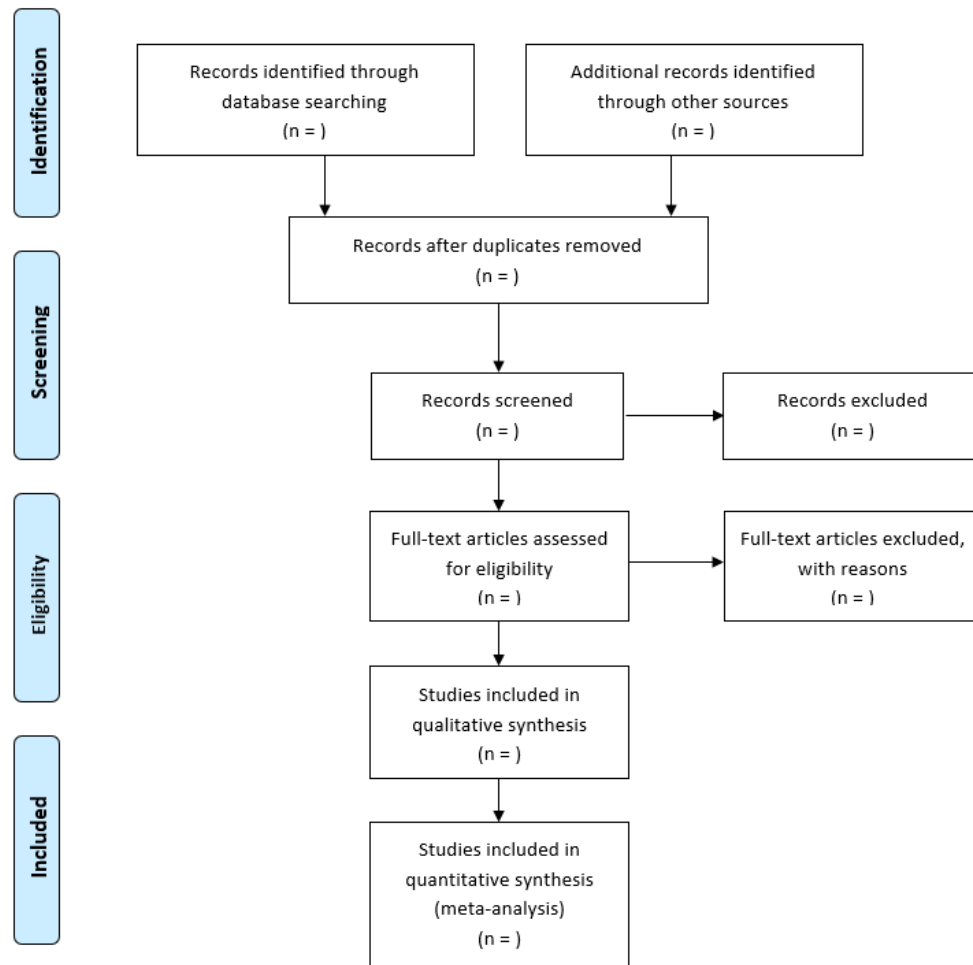 Identification
Records identified through
database searching
(n = )
Additional records identified
through other sources
(n = )
Records after duplicates removed
(n = )
Screening
Records screened
(n = )
Records excluded
(n = )
Eligibility
Full-text articles assessed
for eligibility
(n = )
Full-text articles excluded,
with reasons
(n = )
Studies included in
qualitative synthesis
(n = )
Included
Studies included in
quantitative synthesis
(meta-analysis)
(n = )